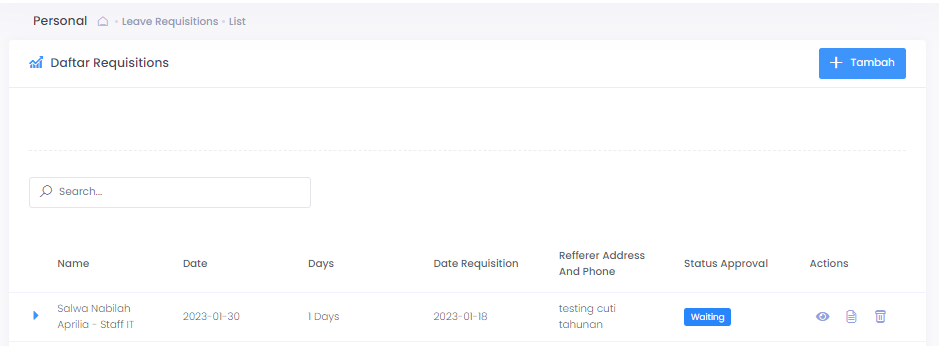 Personal • Leave Requisitions • List
Daftar Requisitions
Tambah
Search...
Name Date Days Date Requisition Refferer Address And Phone Status Approval Actions
Salwa Nabilah Aprilia - Staff IT 2023-01-30 1 Days 2023-01-18 testing cuti tahunan Waiting